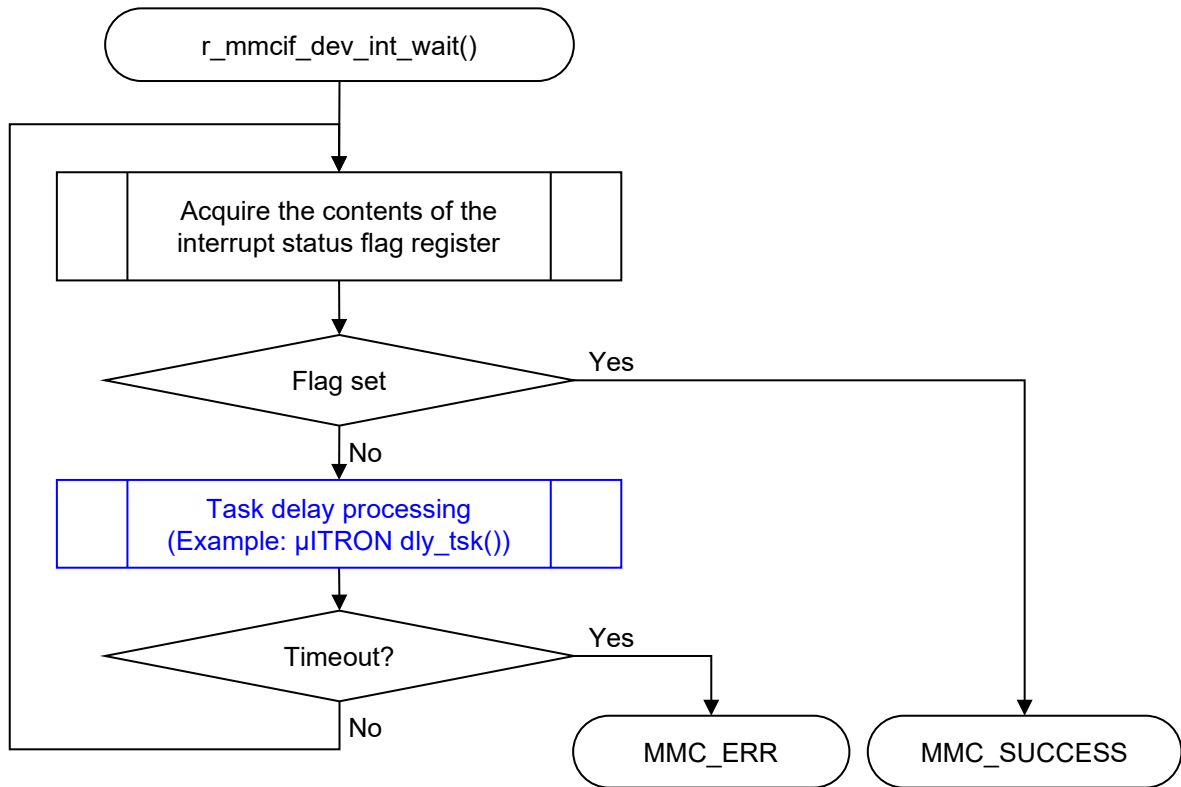 r_mmcif_dev_int_wait()
Acquire the contents of the
interrupt status flag register
Flag set
Yes
No
Task delay processing
(Example: µITRON dly_tsk())
Timeout?
Yes
No
MMC_ERR
MMC_SUCCESS